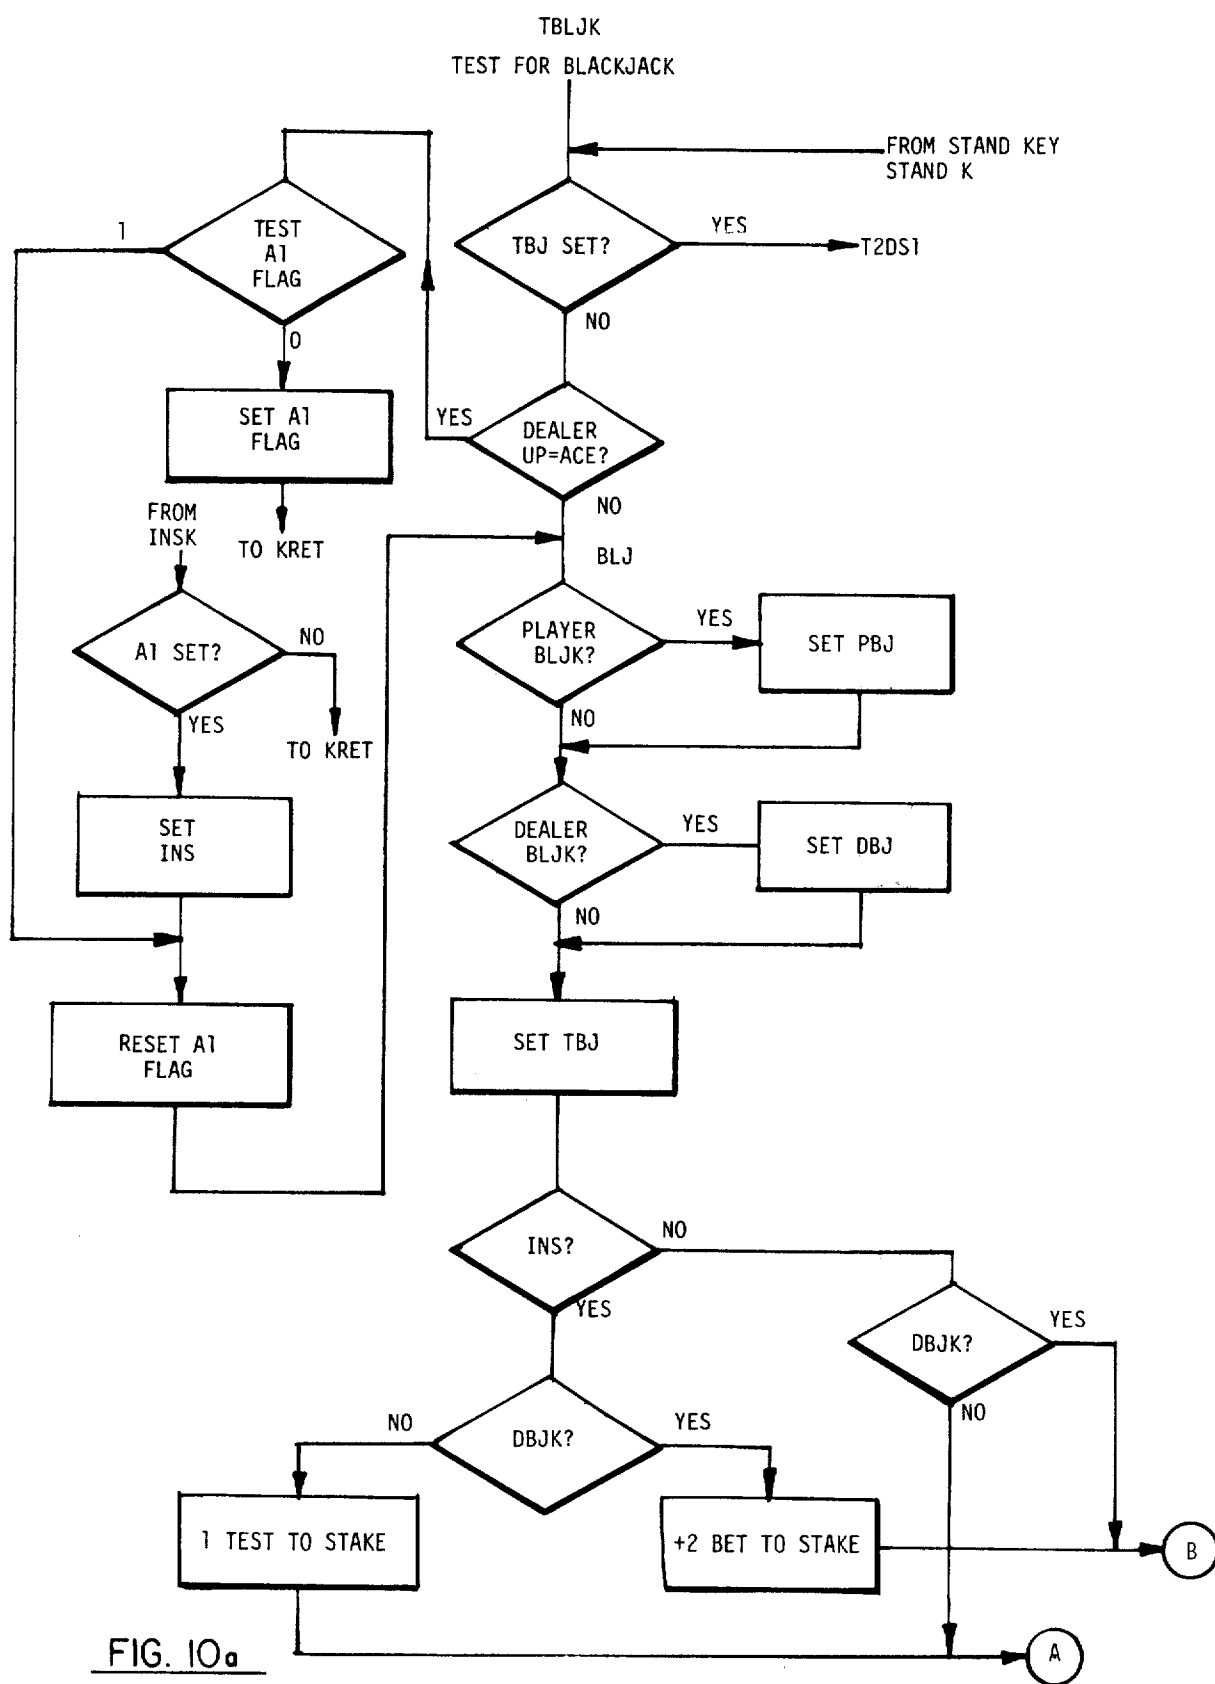 TBLJK
TEST FOR BLACKJACK
FROM STAND KEY
STAND K
1
TEST
A1
FLAG
0
TBJ SET?
YES
T2DS1
NO
SET A1
FLAG
YES
DEALER
UP=ACE?
NO
FROM
INSK
TO KRET
BLJ
A1 SET?
NO
YES
TO KRET
PLAYER
BLJK?
YES
SET PBJ
NO
SET
INS
DEALER
BLJK?
YES
SET DBJ
NO
RESET A1
FLAG
SET TBJ
INS?
NO
YES
DBJK?
YES
NO
NO
DBJK?
YES
1 TEST TO STAKE
+2 BET TO STAKE
B
A
FIG. 10a